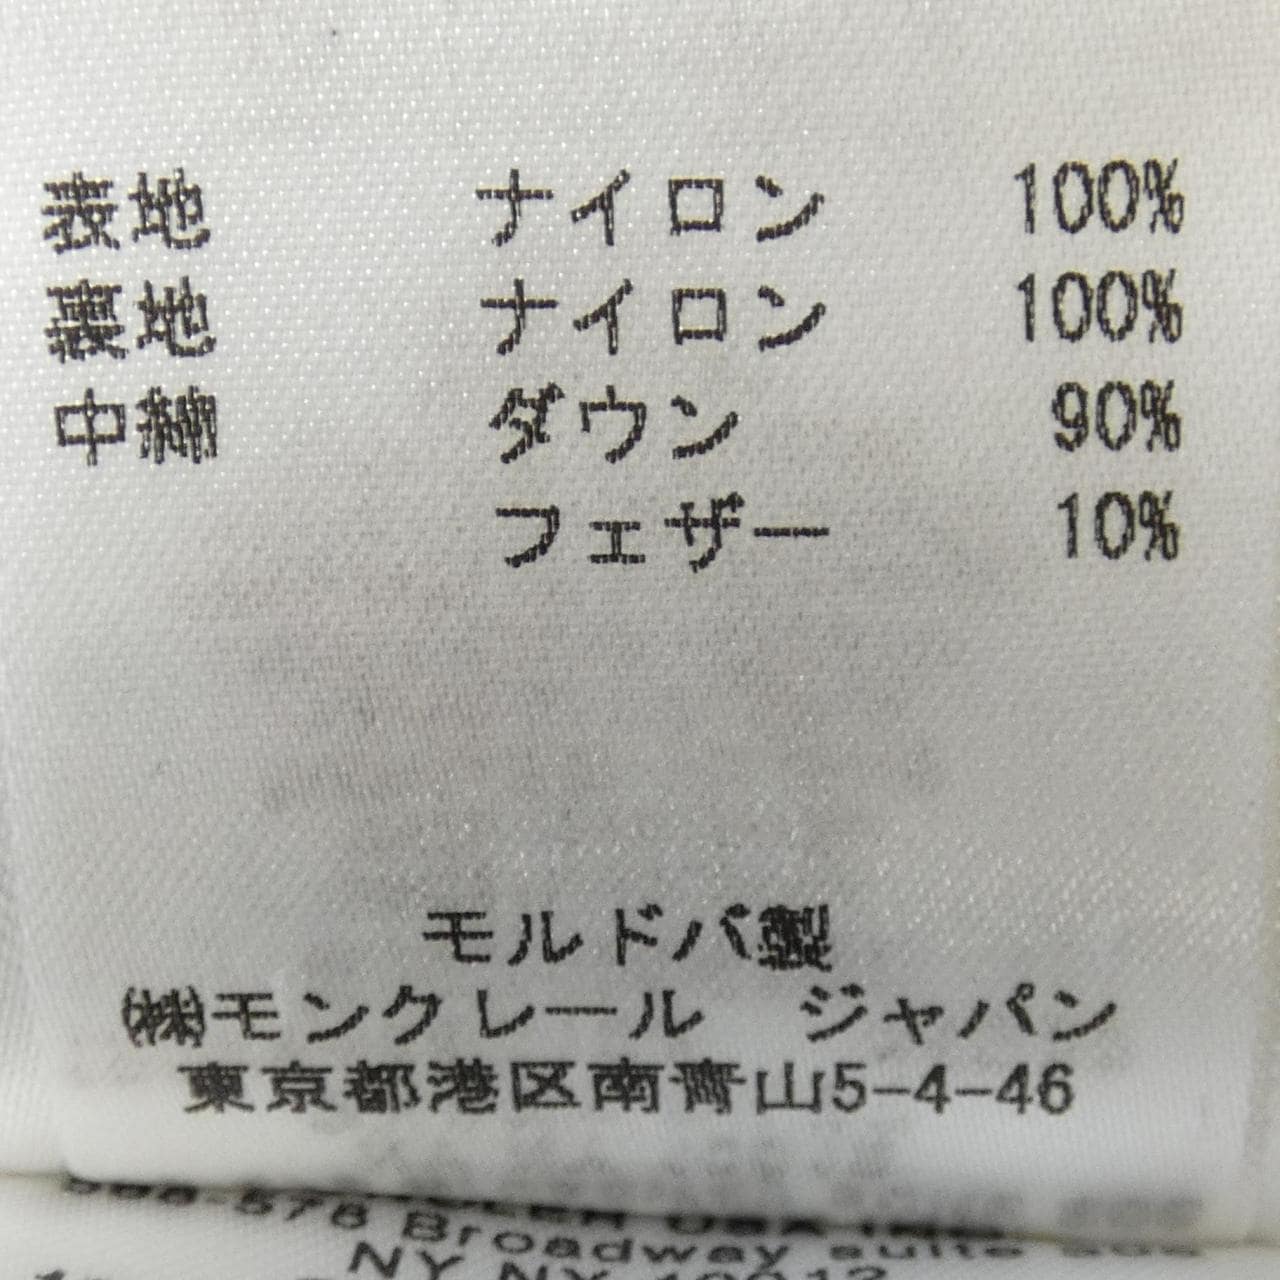 表地 ナイロン 100%
裏地 ナイロン 100%
中綿 ダウン 90%
フェザー 10%
モルドバ製
㈱モンクレール ジャパン
東京都港区南青山5-4-46
578 Broadway suite
NY NY 10012